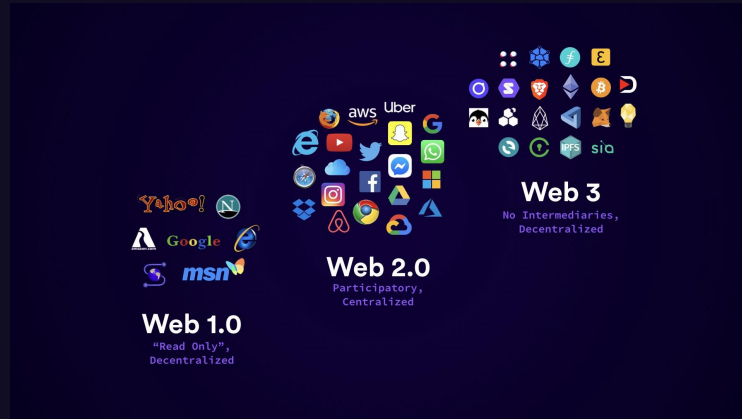 aws
Uber
IPFS
sia
Web 3
No Intermediaries,
Decentralized
Yahoo!
N
Google
msn
Web 2.0
Participatory,
Centralized
Web 1.0
“Read Only”,
Decentralized